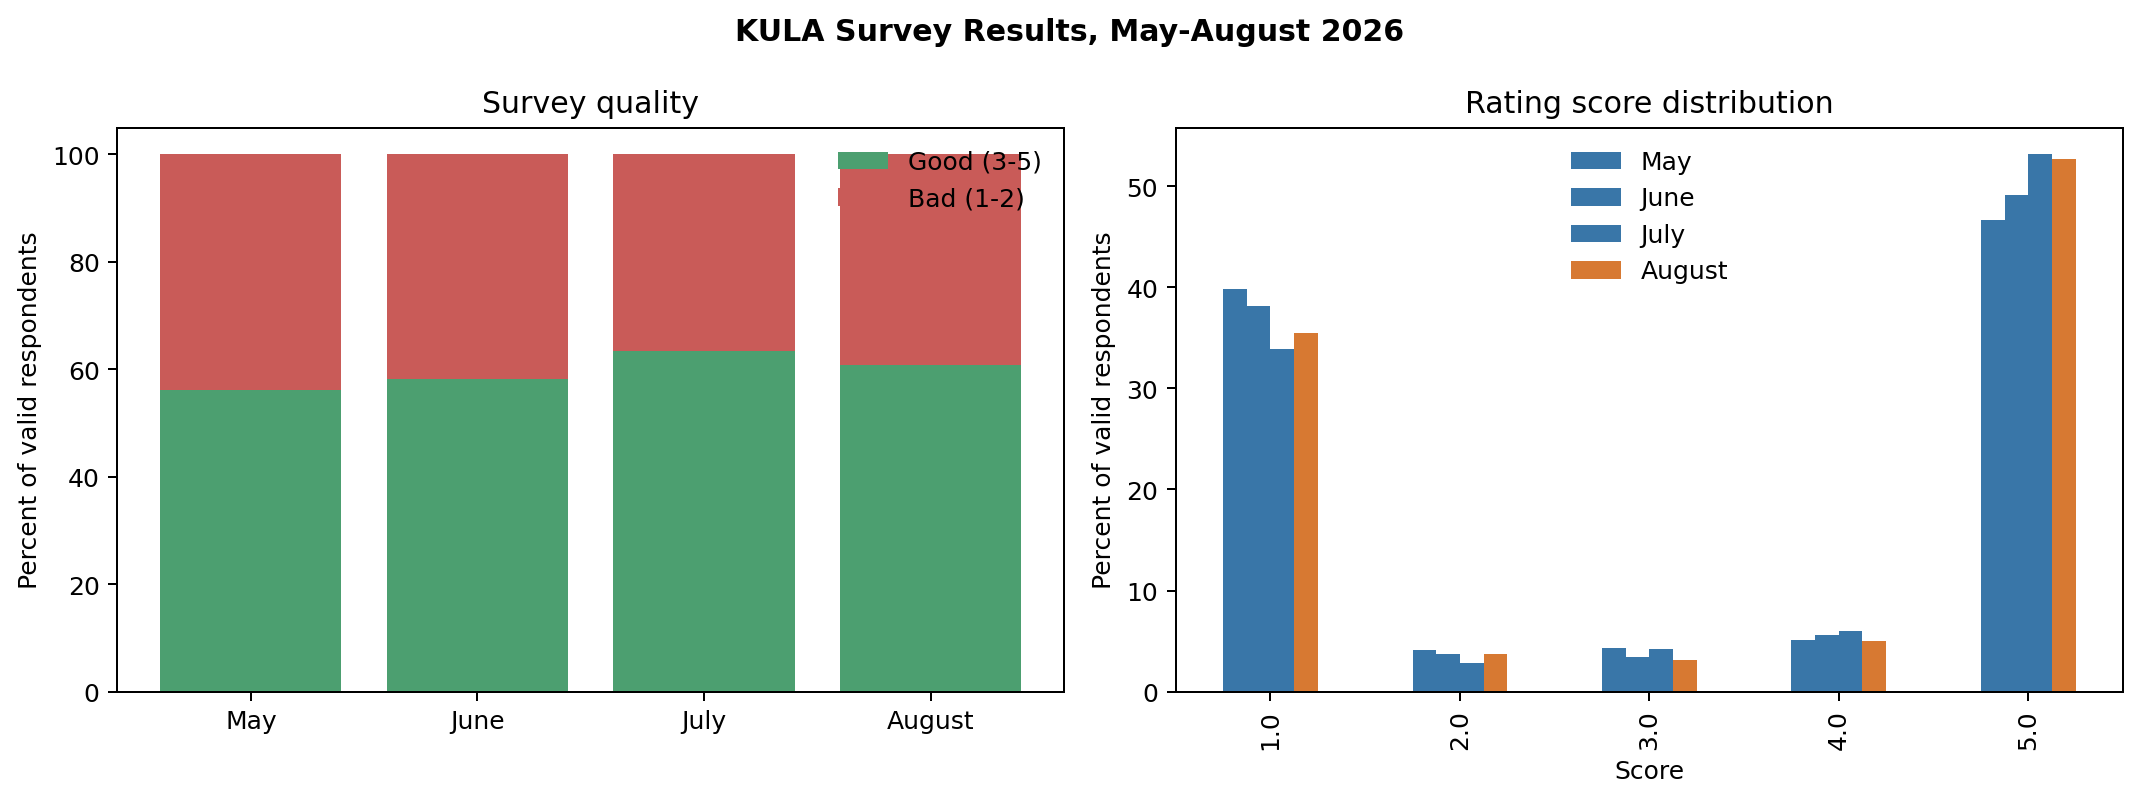 KULA Survey Results, May-August 2026
Survey quality
Percent of valid respondents
100
80
60
40
20
0
Good (3-5)
Bad (1-2)
May
June
July
August
Rating score distribution
Percent of valid respondents
50
40
30
20
10
0
May
June
July
August
1.0
2.0
3.0
4.0
5.0
Score